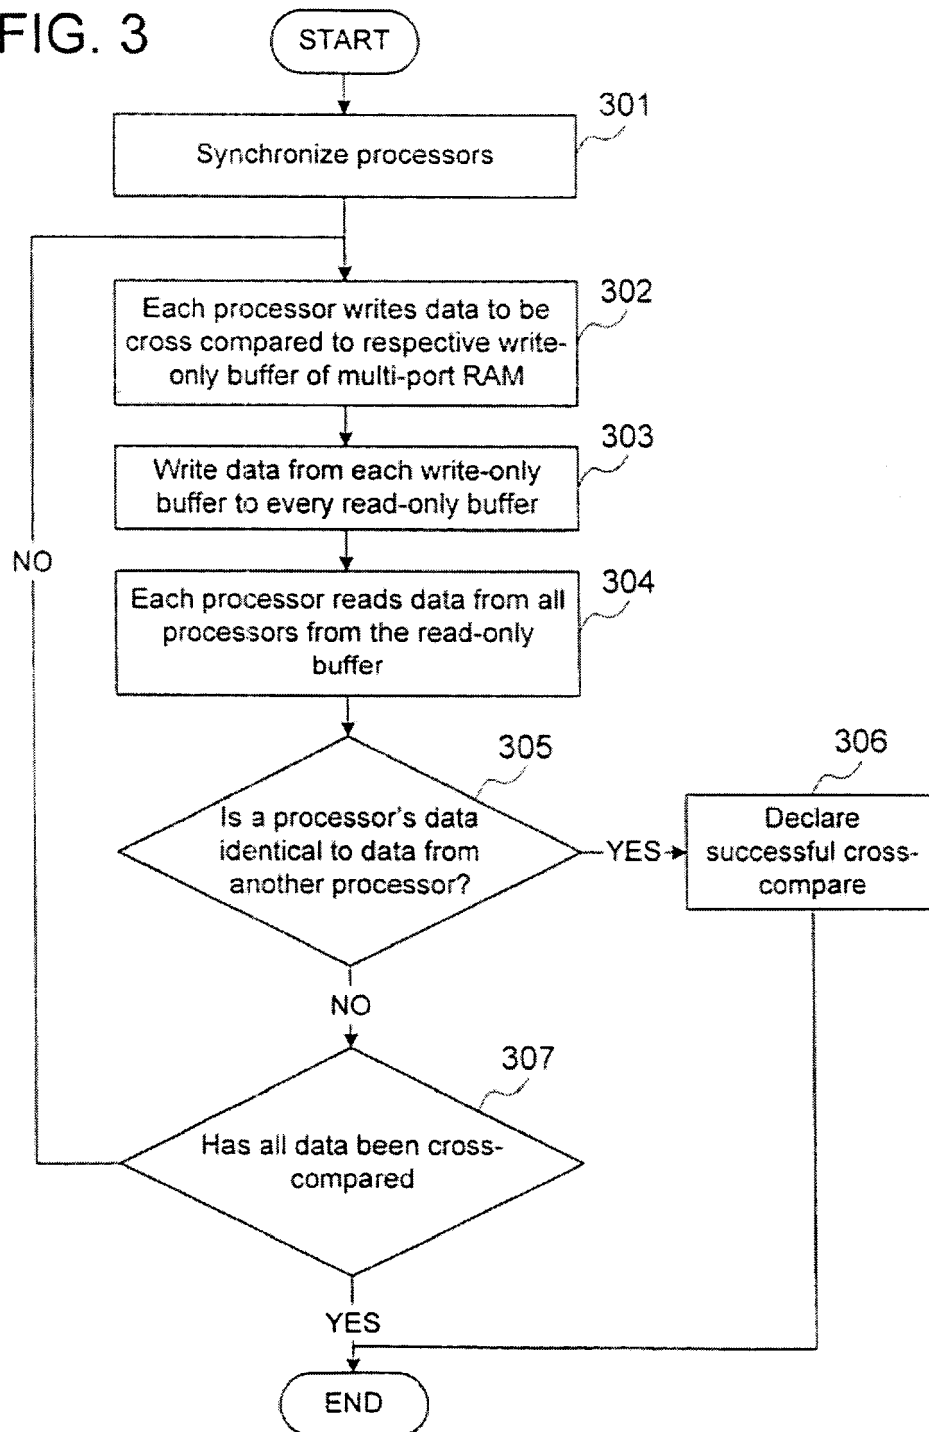 FIG. 3
START
301
Synchronize processors
302
Each processor writes data to be
cross compared to respective write-
only buffer of multi-port RAM
303
Write data from each write-only
buffer to every read-only buffer
NO
304
Each processor reads data from all
processors from the read-only
buffer
305
306
Is a processor's data
identical to data from
another processor?
YES
Declare
successful cross-
compare
NO
307
Has all data been cross-
compared
YES
END